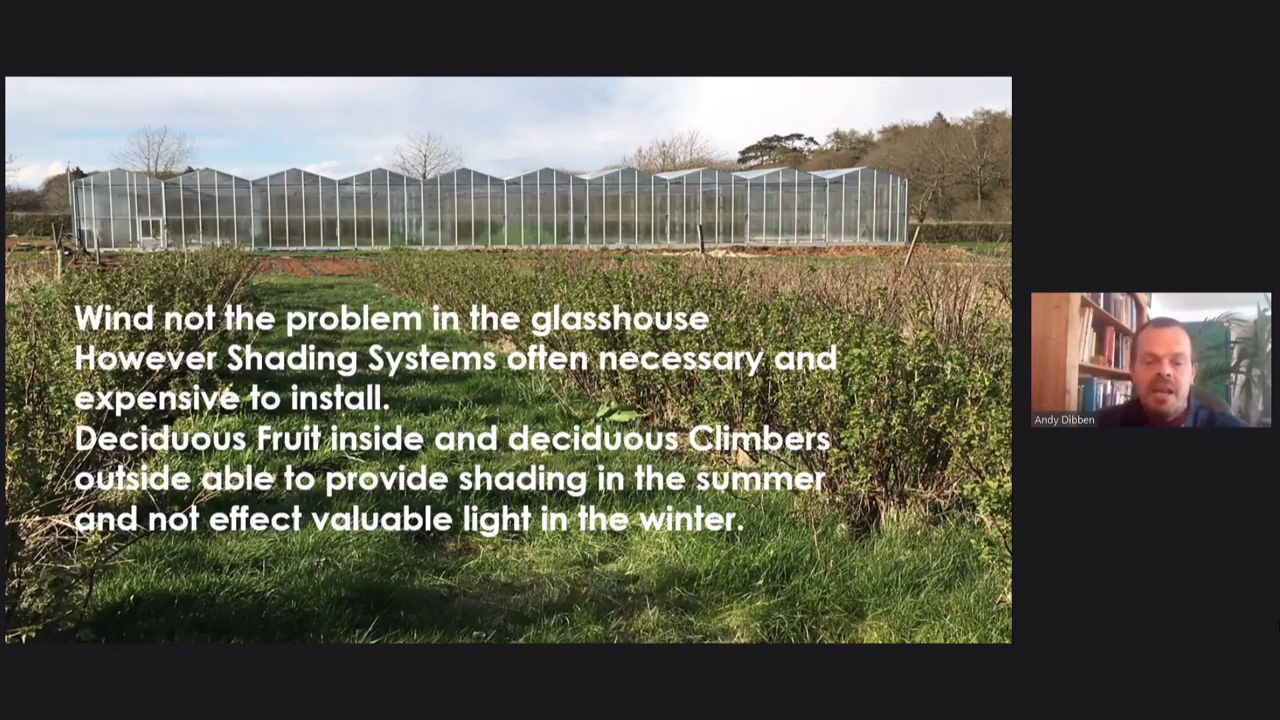 Wind not the problem in the glasshouse
However Shading Systems often necessary and
expensive to install.
Deciduous Fruit inside and deciduous Climbers
outside able to provide shading in the summer
and not effect valuable light in the winter.
Andy Dibben